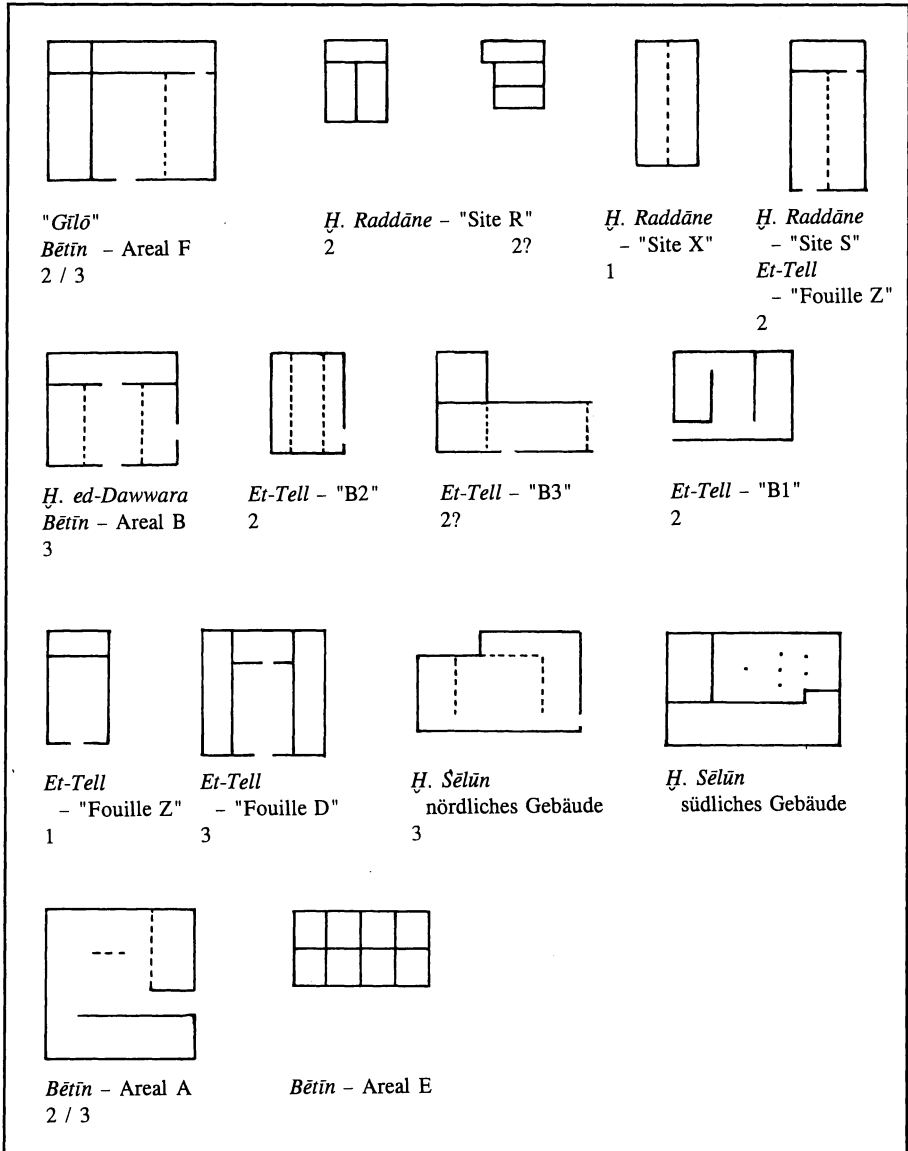 "Gīlō"
Bētīn – Areal F
2 / 3
Ḫ. Raddāne – "Site R"
2 2?
Ḫ. Raddāne
– "Site X"
1
Ḫ. Raddāne
– "Site S"
Et-Tell
– "Fouille Z"
2
Ḫ. ed-Dawwara
Bētīn – Areal B
3
Et-Tell – "B2"
2
Et-Tell – "B3"
2?
Et-Tell – "B1"
2
Et-Tell
– "Fouille Z"
1
Et-Tell
– "Fouille D"
3
Ḫ. Sēlūn
nördliches Gebäude
3
Ḫ. Sēlūn
südliches Gebäude
Bētīn – Areal A
2 / 3
Bētīn – Areal E